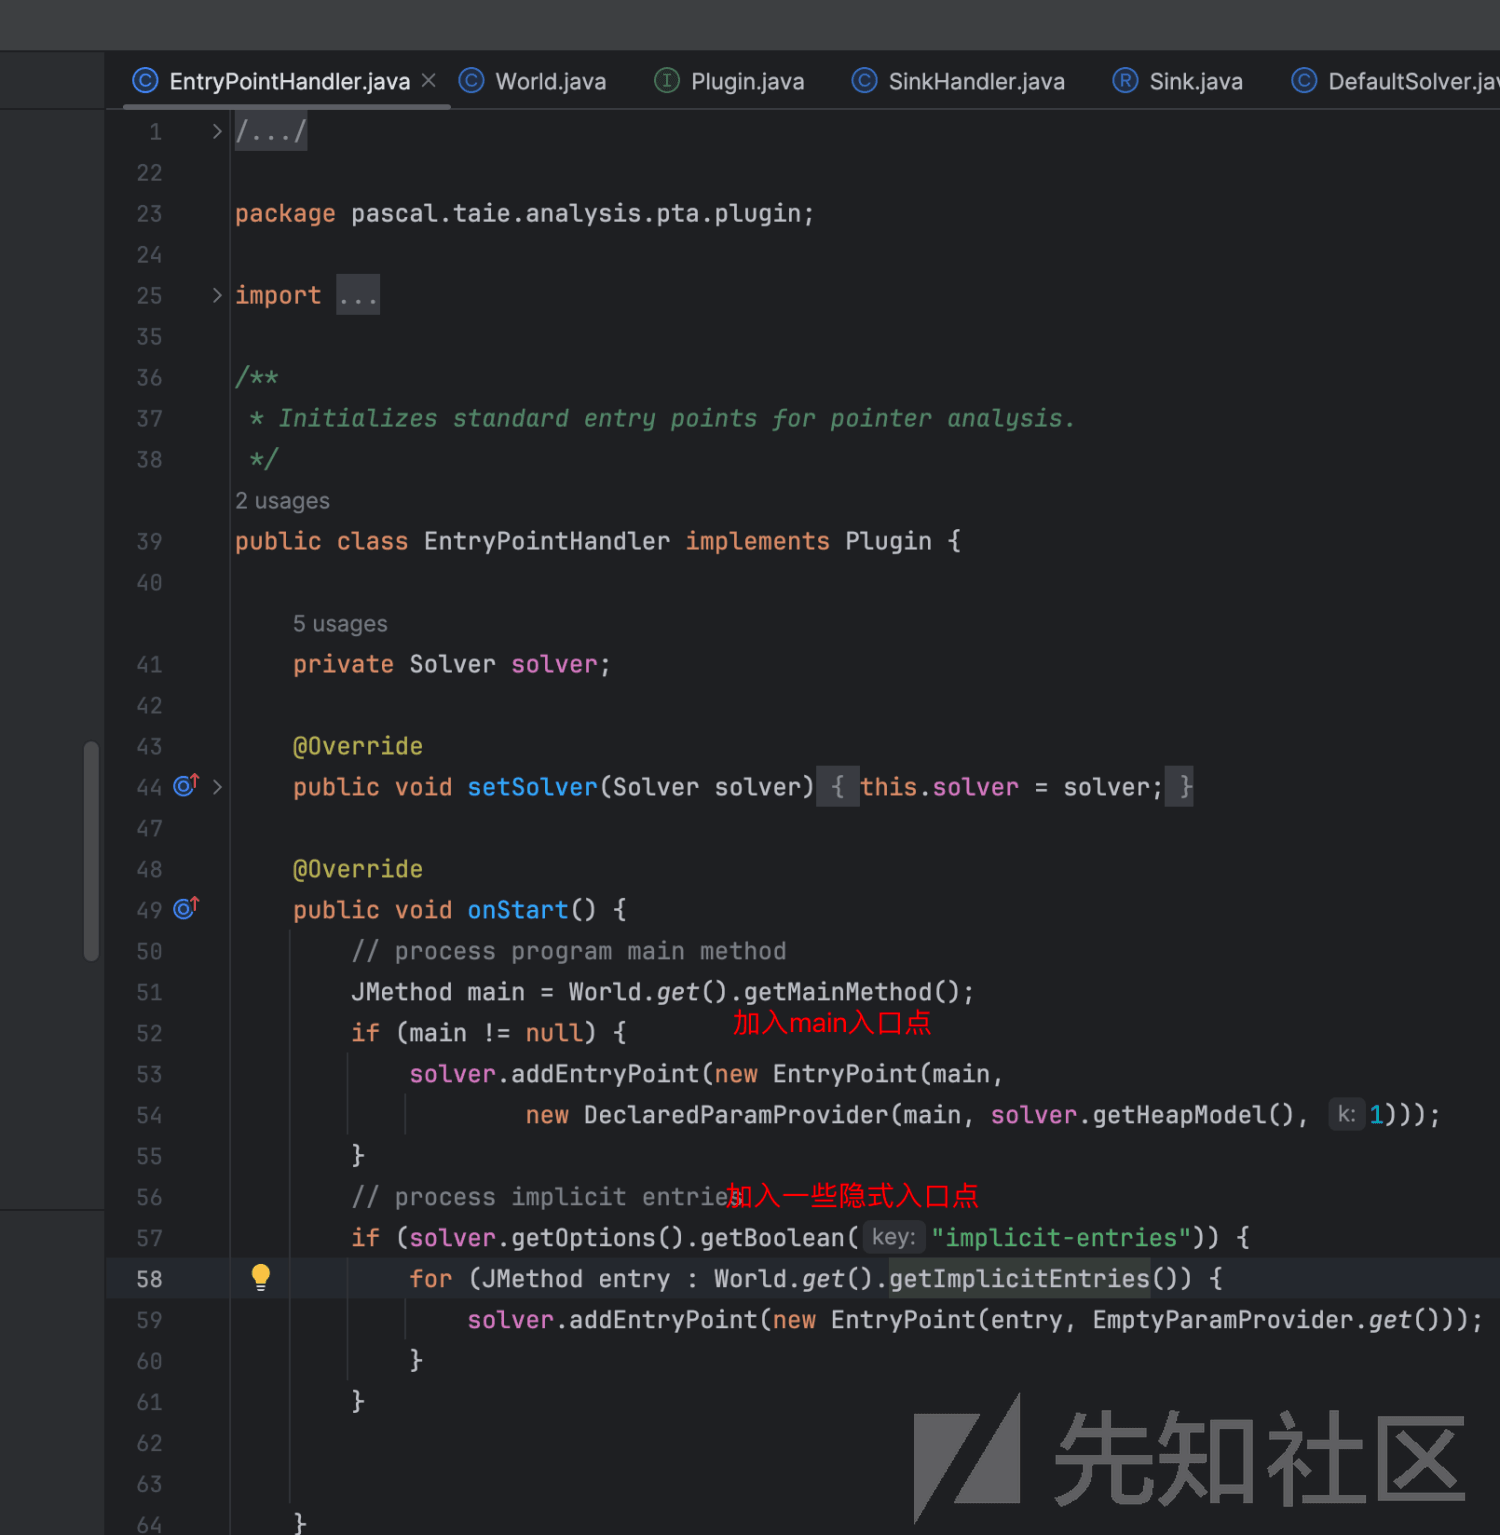 EntryPointHandler.java World.java Plugin.java SinkHandler.java Sink.java DefaultSolver.jav
1 /.../
22
23 package pascal.taie.analysis.pta.plugin;
24
25 import ...
35
36 /**
37 * Initializes standard entry points for pointer analysis.
38 */
2 usages
39 public class EntryPointHandler implements Plugin {
40
5 usages
41 private Solver solver;
42
43 @Override
44 public void setSolver(Solver solver) { this.solver = solver; }
47
48 @Override
49 public void onStart() {
50 // process program main method
51 JMethod main = World.get().getMainMethod();
加入main入口点
52 if (main != null) {
53 solver.addEntryPoint(new EntryPoint(main,
54 new DeclaredParamProvider(main, solver.getHeapModel(), k: 1)));
55 }
56 // process implicit entries
加入一些隐式入口点
57 if (solver.getOptions().getBoolean( key: "implicit-entries")) {
58 for (JMethod entry : World.get().getImplicitEntries()) {
59 solver.addEntryPoint(new EntryPoint(entry, EmptyParamProvider.get()));
60 }
61 }
62
63
64 }
先知社区